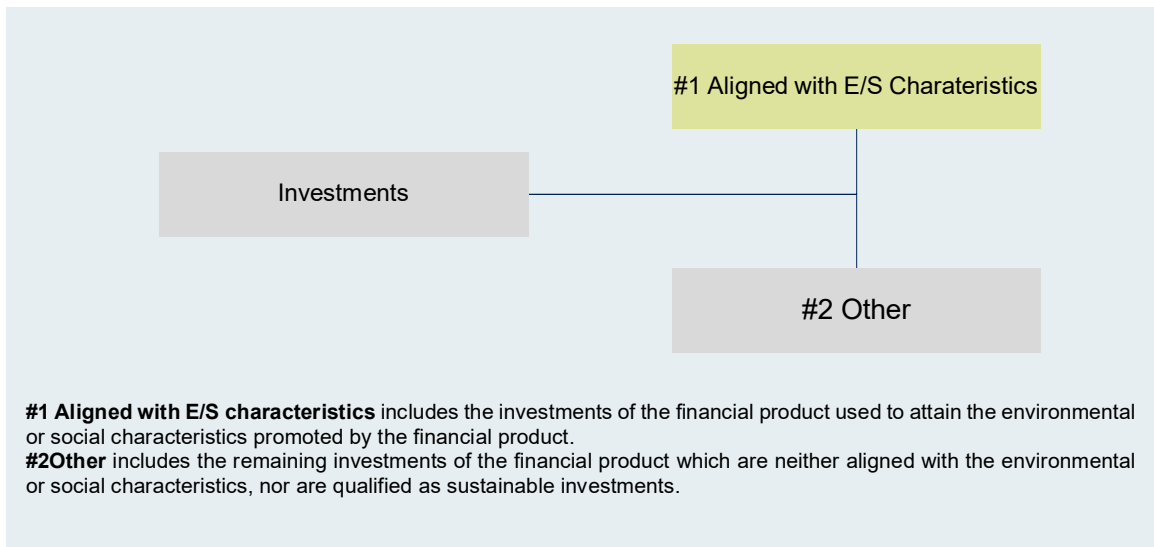 #1 Aligned with E/S Charateristics
Investments
#2 Other
#1 Aligned with E/S characteristics includes the investments of the financial product used to attain the environmental
or social characteristics promoted by the financial product.
#2Other includes the remaining investments of the financial product which are neither aligned with the environmental
or social characteristics, nor are qualified as sustainable investments.